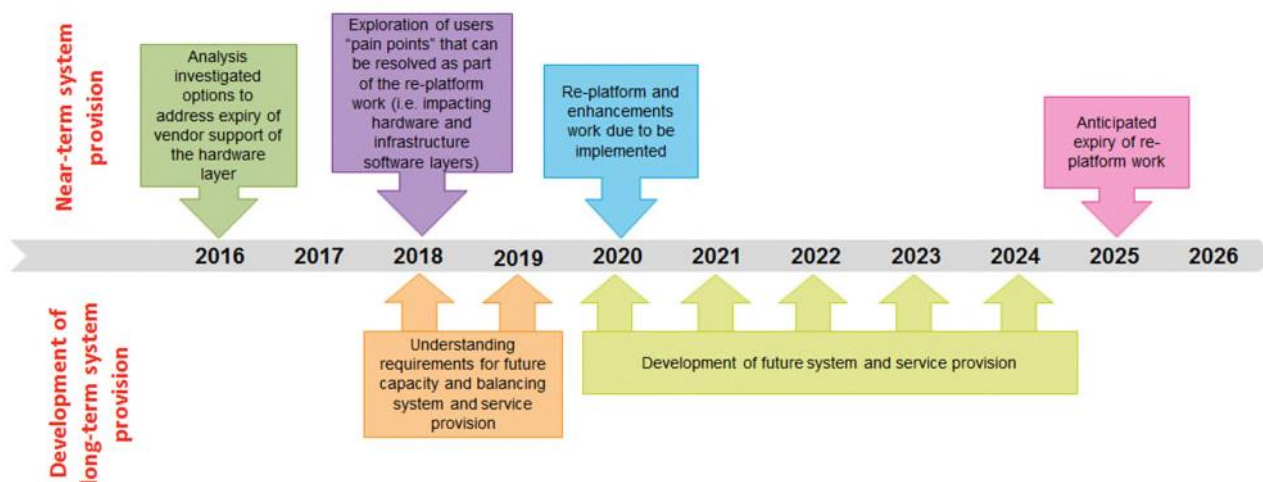 Near-term system
provision
Analysis
investigated
options to
address expiry of
vendor support of
the hardware
layer
Exploration of users
“pain points” that can
be resolved as part
of the re-platform
work (i.e. impacting
hardware and
infrastructure
software layers)
Re-platform and
enhancements
work due to be
implemented
Anticipated
expiry of re-
platform work
2016 2017 2018 2019 2020 2021 2022 2023 2024 2025 2026
Development of
long-term system
provision
Understanding
requirements for future
capacity and balancing
system and service
provision
Development of future system and service provision